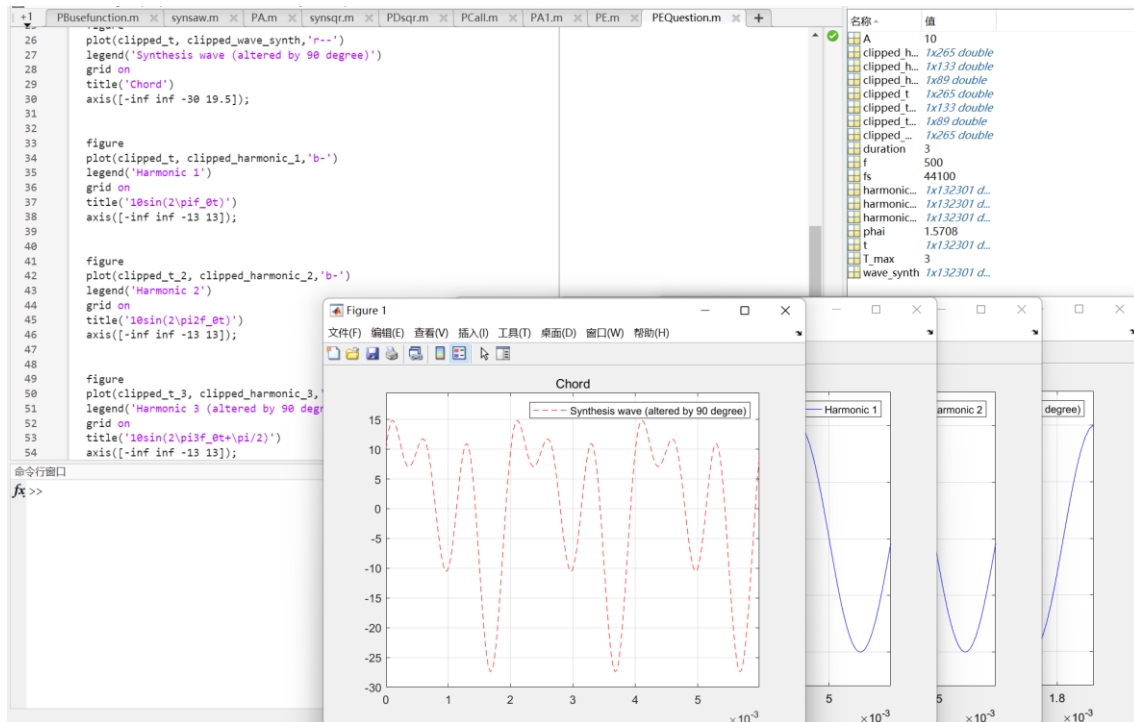 +1 PBusefunction.m synsaw.m PA.m synsqr.m PDsqr.m PCall.m PA1.m PE.m PEQuestion.m
figure
26 plot(clipped_t, clipped_wave_synth,'r--')
27 legend('Synthesis wave (altered by 90 degree)')
28 grid on
29 title('Chord')
30 axis([-inf inf -30 19.5]);
31
32
33 figure
34 plot(clipped_t, clipped_harmonic_1,'b-')
35 legend('Harmonic 1')
36 grid on
37 title('10sin(2\pif_0t)')
38 axis([-inf inf -13 13]);
39
40
41 figure
42 plot(clipped_t_2, clipped_harmonic_2,'b-')
43 legend('Harmonic 2')
44 grid on
45 title('10sin(2\pi2f_0t)')
46 axis([-inf inf -13 13]);
47
48
49 figure
50 plot(clipped_t_3, clipped_harmonic_3,'
51 legend('Harmonic 3 (altered by 90 degr
52 grid on
53 title('10sin(2\pi3f_0t+\pi/2)')
54 axis([-inf inf -13 13]);
命令行窗口
fx >>
名称 值
A 10
clipped_h... 1x265 double
clipped_h... 1x133 double
clipped_h... 1x89 double
clipped_t 1x265 double
clipped_t... 1x133 double
clipped_t... 1x89 double
clipped_... 1x265 double
duration 3
f 500
fs 44100
harmonic... 1x132301 d...
harmonic... 1x132301 d...
harmonic... 1x132301 d...
phai 1.5708
t 1x132301 d...
T_max 3
wave_synth 1x132301 d...
Figure 1
文件(F) 编辑(E) 查看(V) 插入(I) 工具(T) 桌面(D) 窗口(W) 帮助(H)
Chord
Synthesis wave (altered by 90 degree)
15
10
5
0
-5
-10
-15
-20
-25
-30
0 1 2 3 4 5
×10-3
Harmonic 1
5
×10-3
armonic 2
5
×10-3
degree)
1.8
×10-3